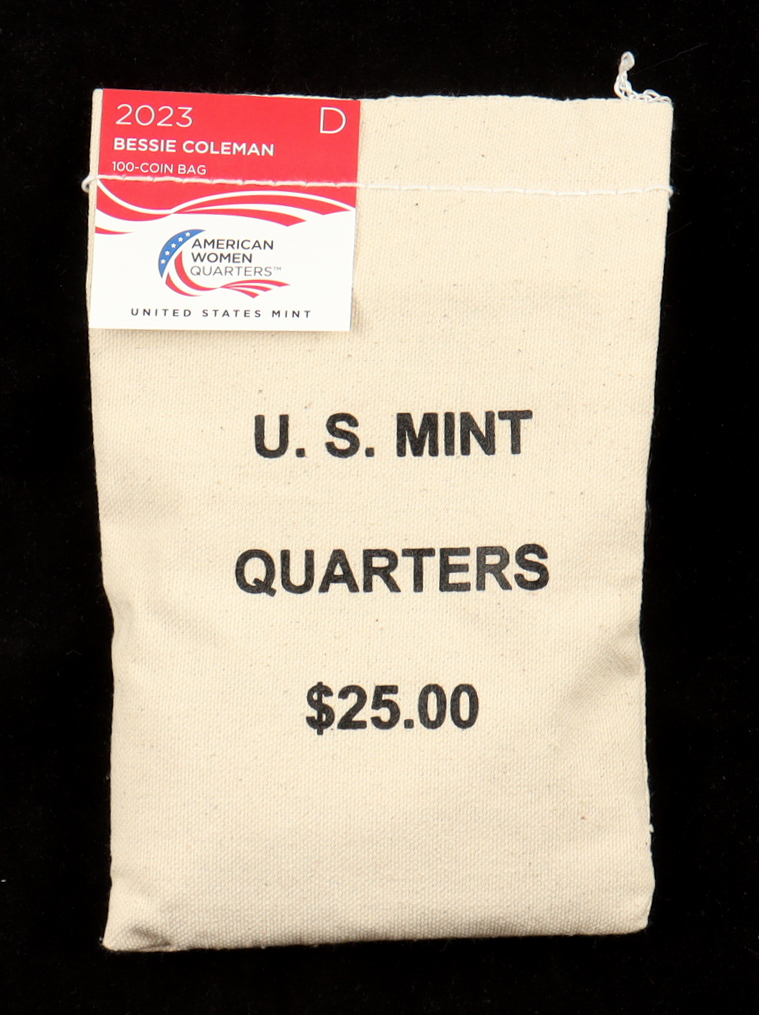 2023 D
BESSIE COLEMAN
100-COIN BAG
AMERICAN
WOMEN
QUARTERS™
UNITED STATES MINT
U. S. MINT
QUARTERS
$25.00